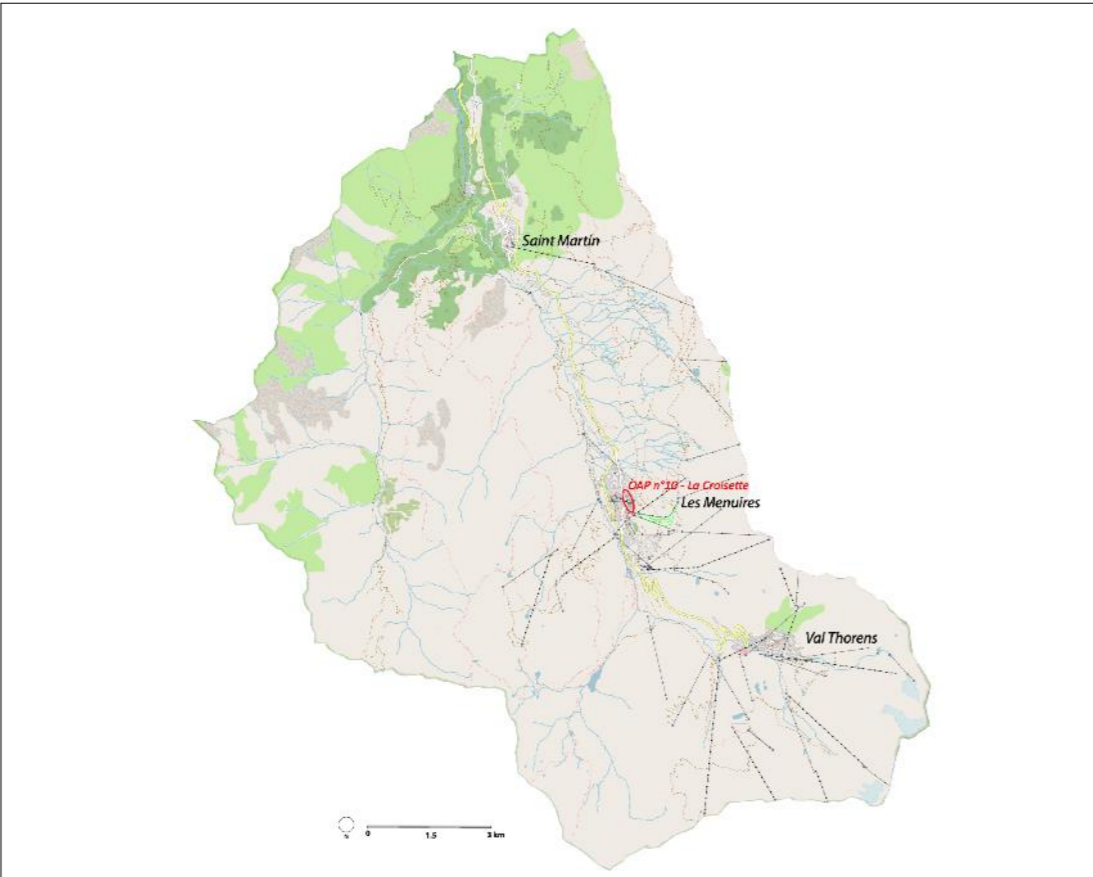 Saint Martin
OAP n°10 - La Croisette
Les Menuires
Val Thorens
N
0 1.5 3 km